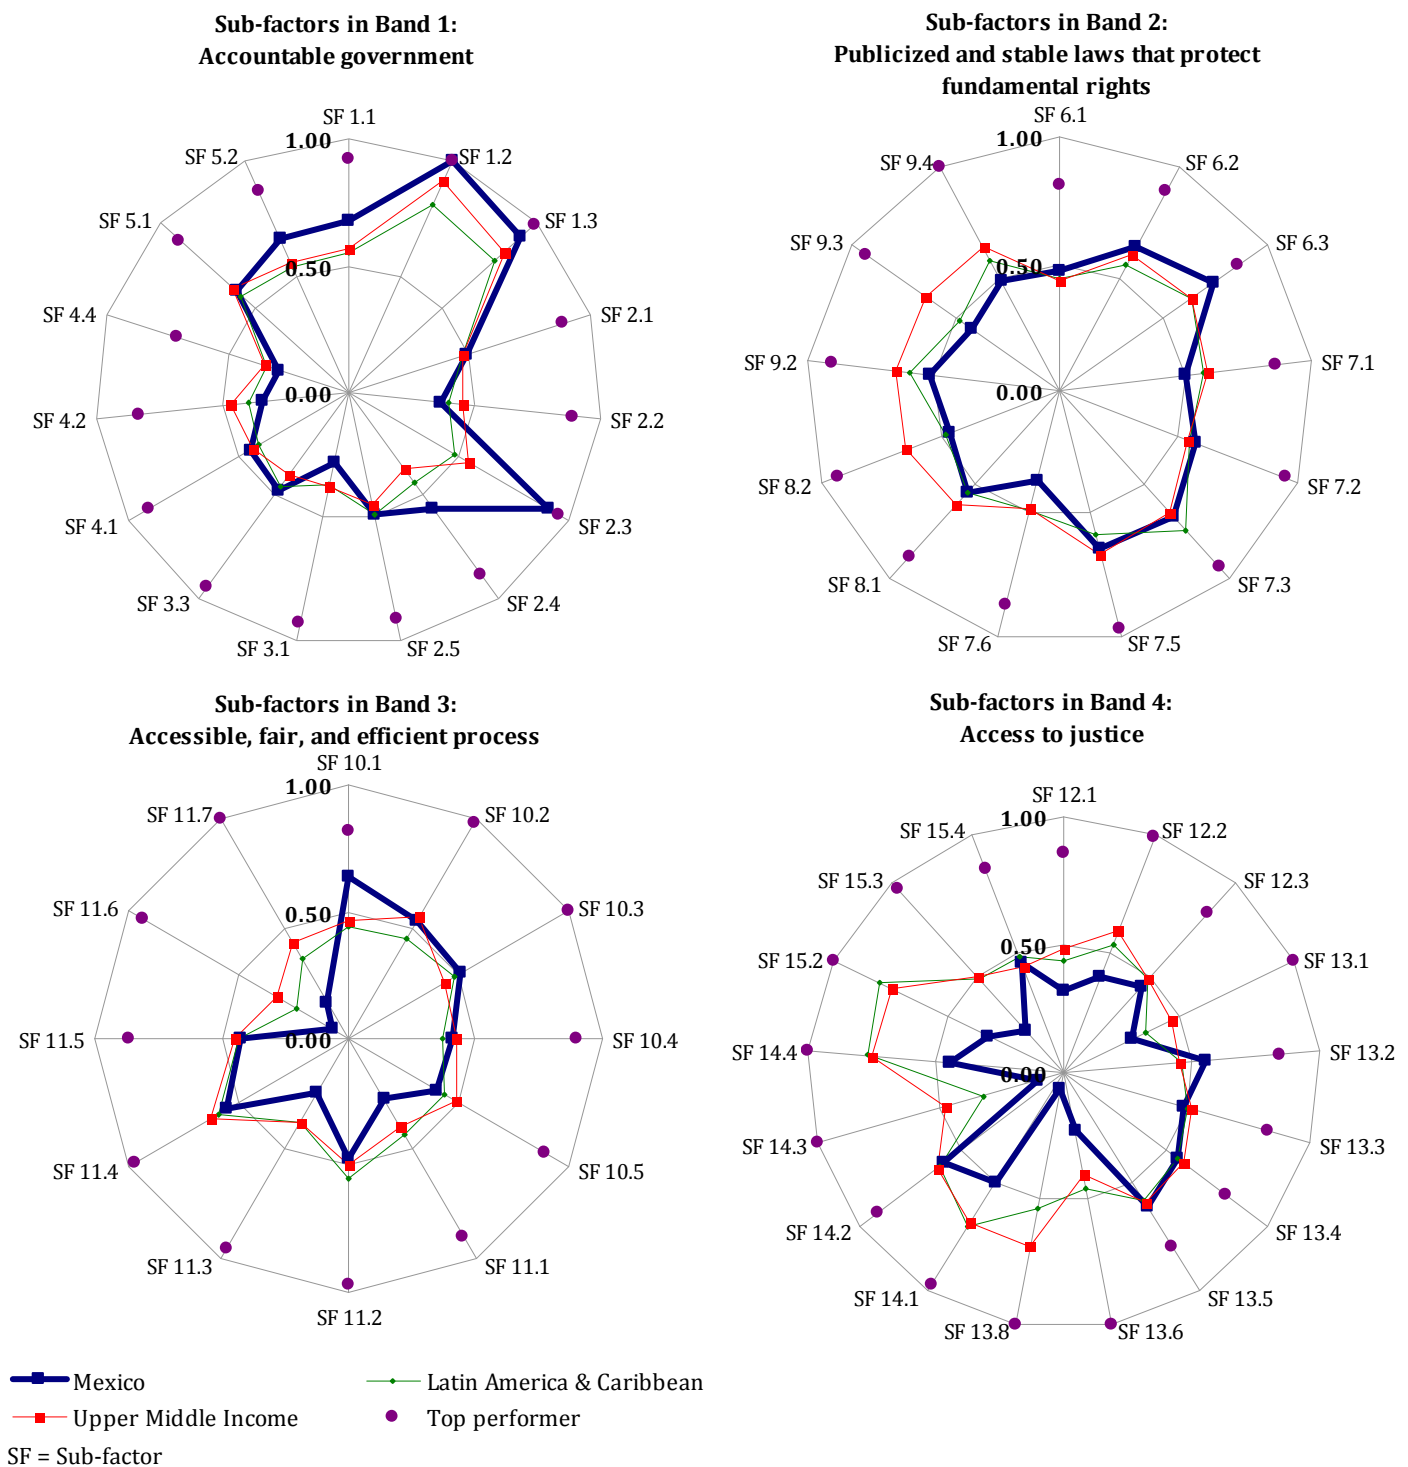 Sub-factors in Band 1:
Accountable government
SF 1.1
1.00
SF 1.2
SF 5.2
SF 1.3
SF 5.1
0.50
SF 2.1
SF 4.4
0.00
SF 2.2
SF 4.2
SF 2.3
SF 4.1
SF 2.4
SF 3.3
SF 2.5
SF 3.1
Sub-factors in Band 2:
Publicized and stable laws that protect
fundamental rights
SF 6.1
1.00
SF 6.2
SF 9.4
SF 6.3
SF 9.3
0.50
SF 7.1
SF 9.2
0.00
SF 7.2
SF 8.2
SF 7.3
SF 8.1
SF 7.5
SF 7.6
Sub-factors in Band 3:
Accessible, fair, and efficient process
SF 10.1
1.00
SF 10.2
SF 11.7
SF 10.3
SF 11.6
0.50
SF 10.4
SF 11.5
0.00
SF 10.5
SF 11.4
SF 11.1
SF 11.3
SF 11.2
Sub-factors in Band 4:
Access to justice
SF 12.1
1.00
SF 12.2
SF 15.4
SF 12.3
SF 15.3
0.50
SF 13.1
SF 15.2
SF 13.2
SF 14.4
0.00
SF 13.3
SF 14.3
SF 13.4
SF 14.2
SF 13.5
SF 14.1
SF 13.6
SF 13.8
Mexico
Latin America & Caribbean
Upper Middle Income
Top performer
SF = Sub-factor